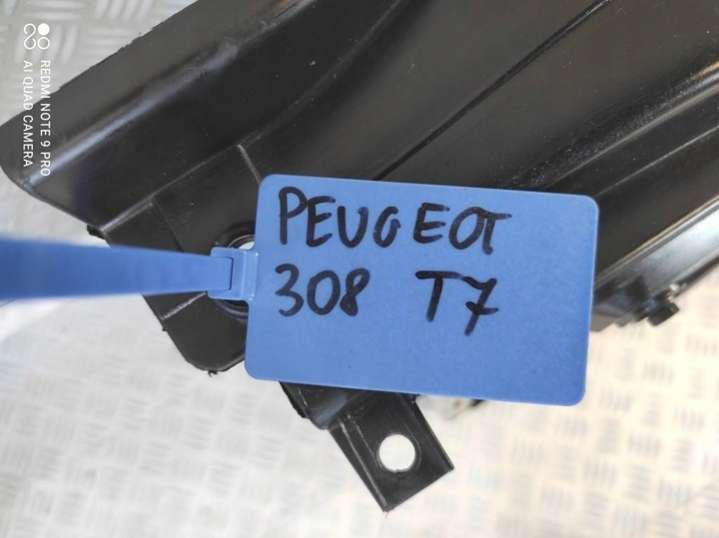 PEUGEOT
308 T7
REDMI NOTE 9 PRO
AI QUAD CAMERA